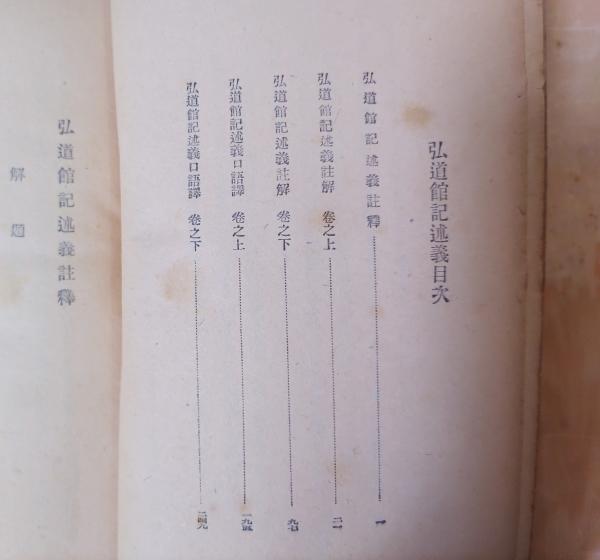 弘道館記述義目次
弘道館記述義註釋……一
弘道館記述義註解 卷之上……
弘道館記述義註解 卷之下……九七
弘道館記述義口語譯 卷之上……
弘道館記述義口語譯 卷之下……
弘道館記述義註釋
解題